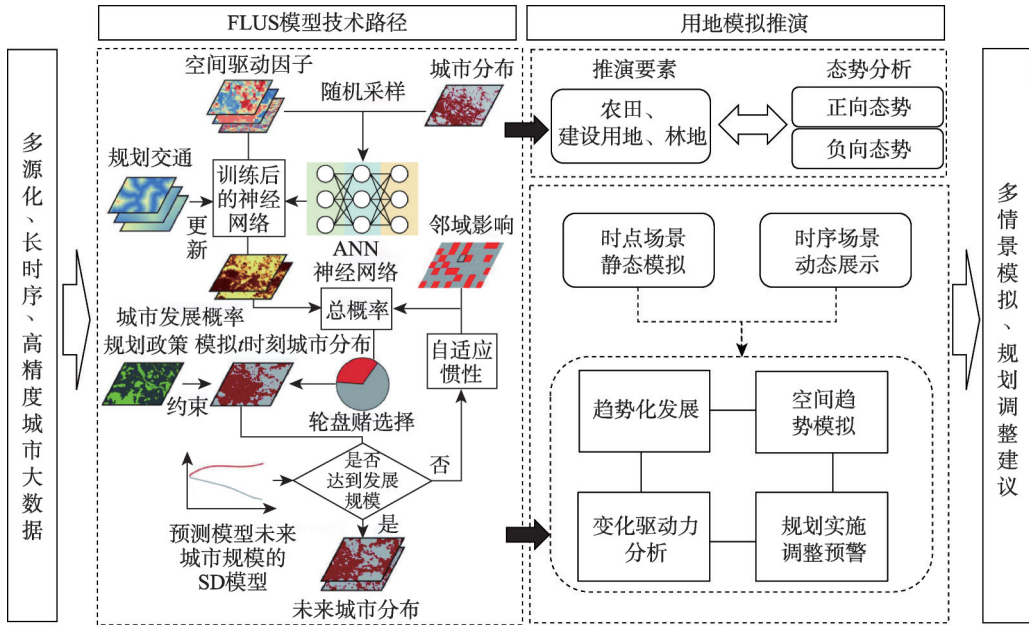 多源化、长时序、高精度城市大数据
FLUS模型技术路径
空间驱动因子
随机采样
城市分布
规划交通
训练后
的神经
网络
更新
ANN
神经网络
邻域影响
城市发展概率
总概率
规划政策
模拟t时刻城市分布
自适应
惯性
约束
轮盘赌选择
是否
达到发展
规模
否
是
预测模型未来
城市规模的
SD模型
未来城市分布
用地模拟推演
推演要素
态势分析
农田、
建设用地、林地
正向态势
负向态势
时点场景
静态模拟
时序场景
动态展示
趋势化发展
空间趋
势模拟
变化驱动力
分析
规划实施
调整预警
多情景模拟、规划调整建议